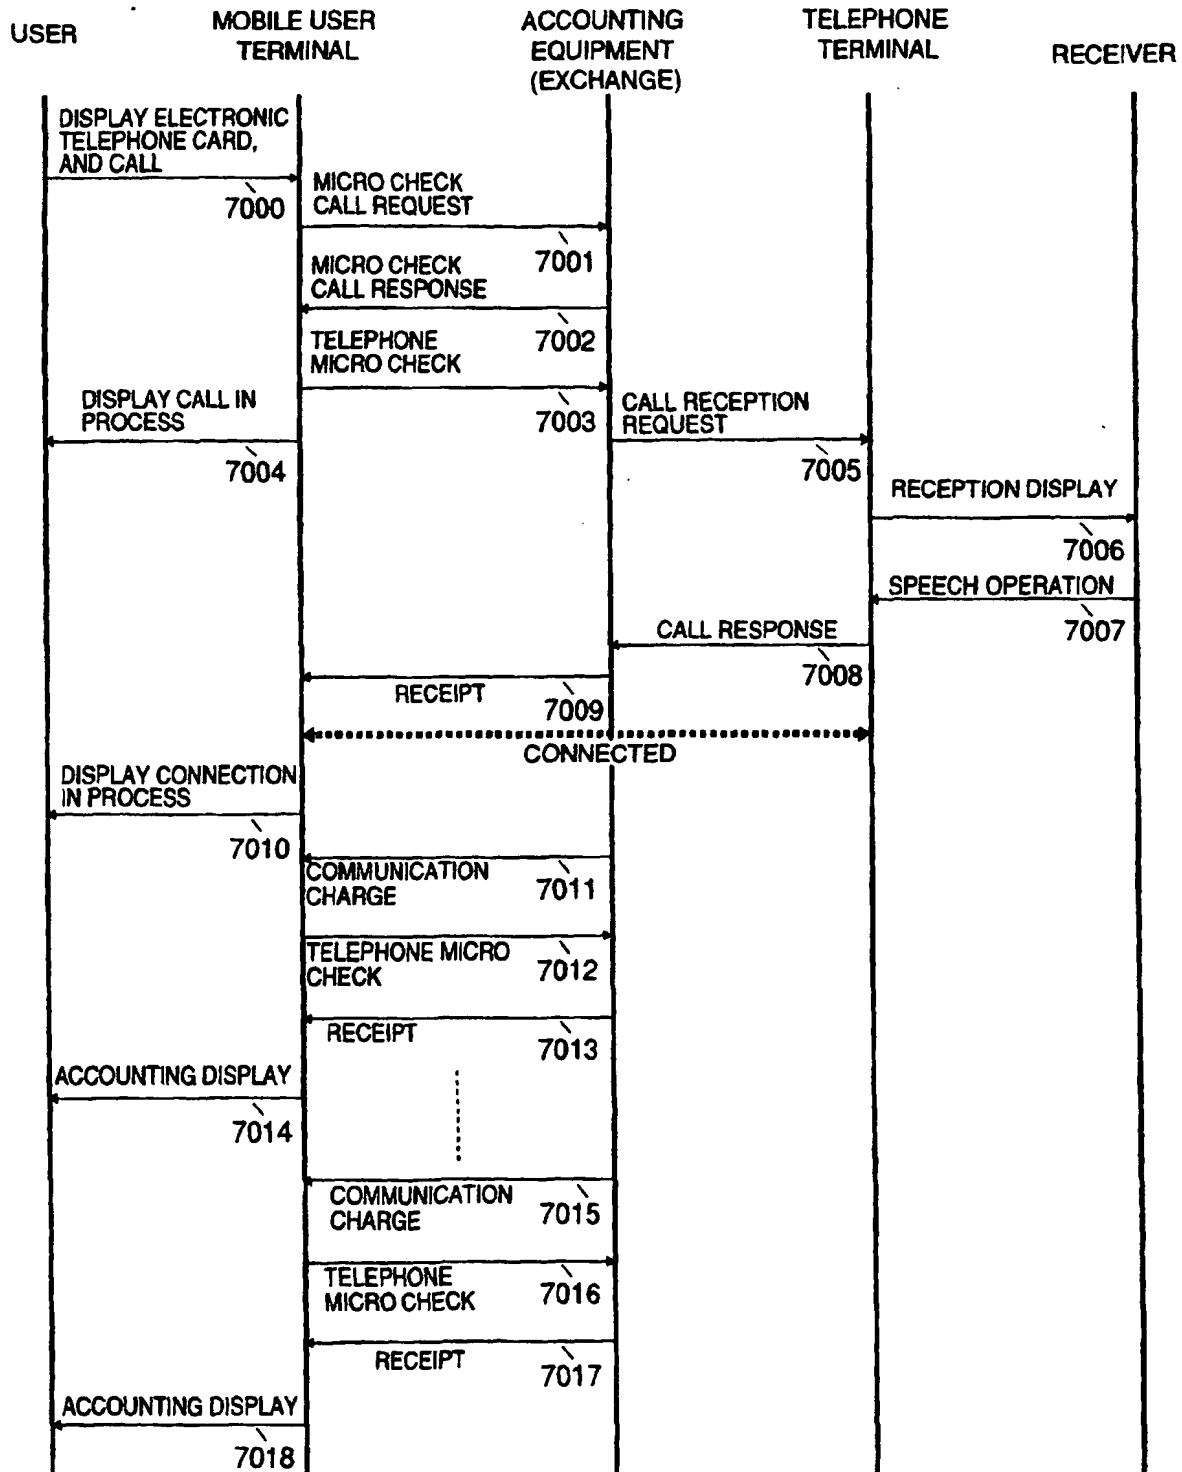 USER
MOBILE USER
TERMINAL
ACCOUNTING
EQUIPMENT
(EXCHANGE)
TELEPHONE
TERMINAL
RECEIVER
DISPLAY ELECTRONIC
TELEPHONE CARD,
AND CALL
7000
MICRO CHECK
CALL REQUEST
7001
MICRO CHECK
CALL RESPONSE
7002
TELEPHONE
MICRO CHECK
7003
DISPLAY CALL IN
PROCESS
7004
CALL RECEPTION
REQUEST
7005
RECEPTION DISPLAY
7006
SPEECH OPERATION
7007
CALL RESPONSE
7008
RECEIPT
7009
CONNECTED
DISPLAY CONNECTION
IN PROCESS
7010
COMMUNICATION
CHARGE
7011
TELEPHONE MICRO
CHECK
7012
RECEIPT
7013
ACCOUNTING DISPLAY
7014
COMMUNICATION
CHARGE
7015
TELEPHONE
MICRO CHECK
7016
RECEIPT
7017
ACCOUNTING DISPLAY
7018